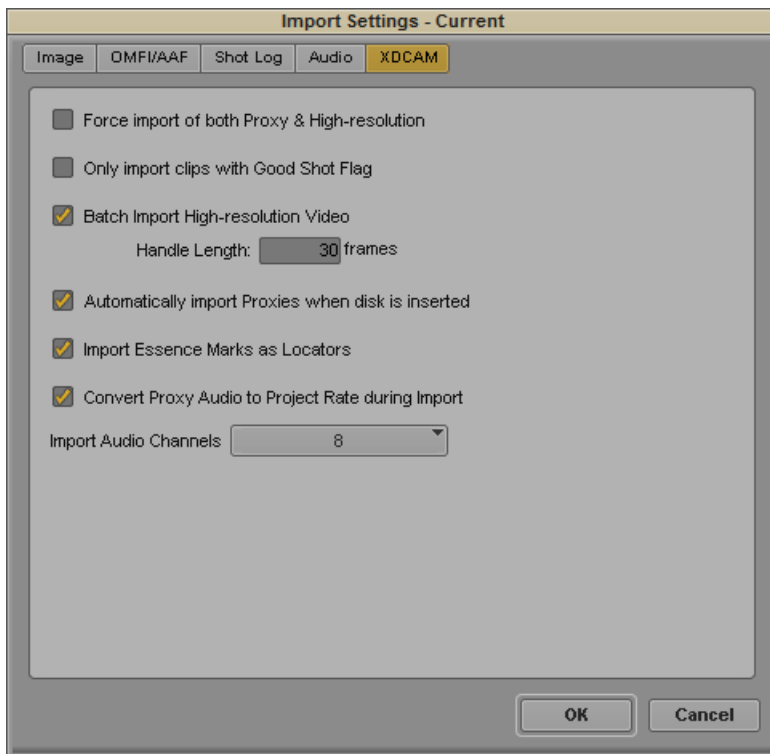 Import Settings - Current
Image OMFI/AAF Shot Log Audio XDCAM
Force import of both Proxy & High-resolution
Only import clips with Good Shot Flag
Batch Import High-resolution Video
Handle Length: 30 frames
Automatically import Proxies when disk is inserted
Import Essence Marks as Locators
Convert Proxy Audio to Project Rate during Import
Import Audio Channels 8
OK Cancel